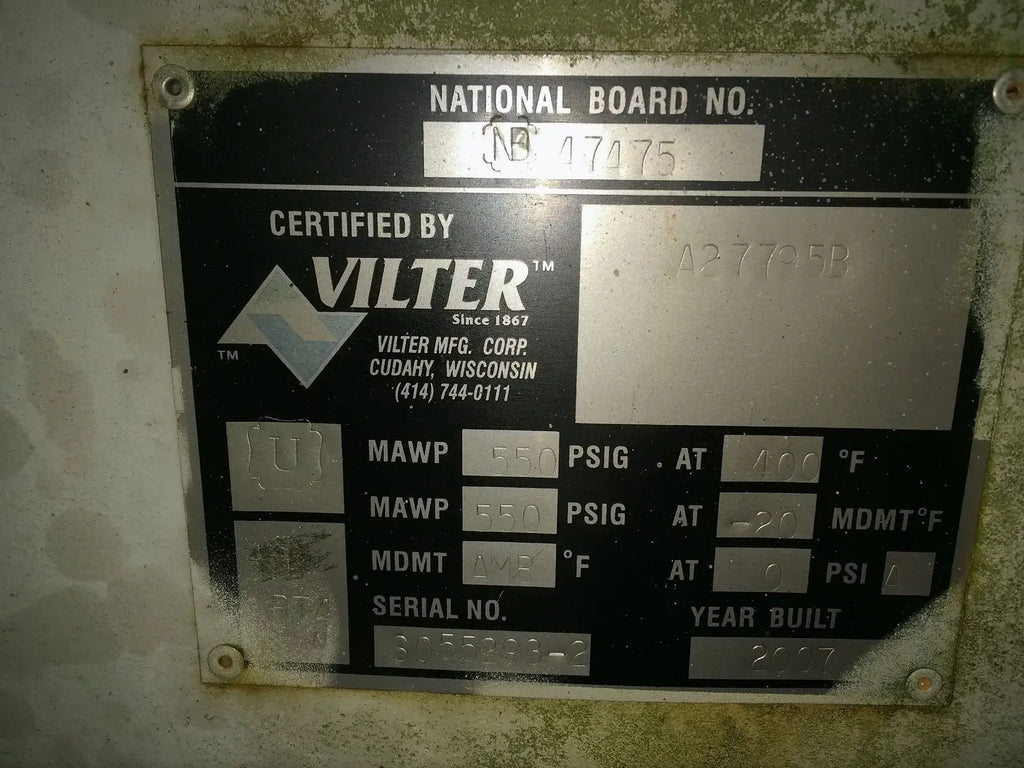 NATIONAL BOARD NO.
NB 47475
CERTIFIED BY
VILTER™
Since 1867
TM
VILTER MFG. CORP.
CUDAHY, WISCONSIN
(414) 744-0111
A27795B
U
MAWP 550 PSIG AT 400 °F
MAWP 550 PSIG AT -20 MDMT°F
MDMT AMB °F AT 0 PSI A
SERIAL NO.
YEAR BUILT
2007